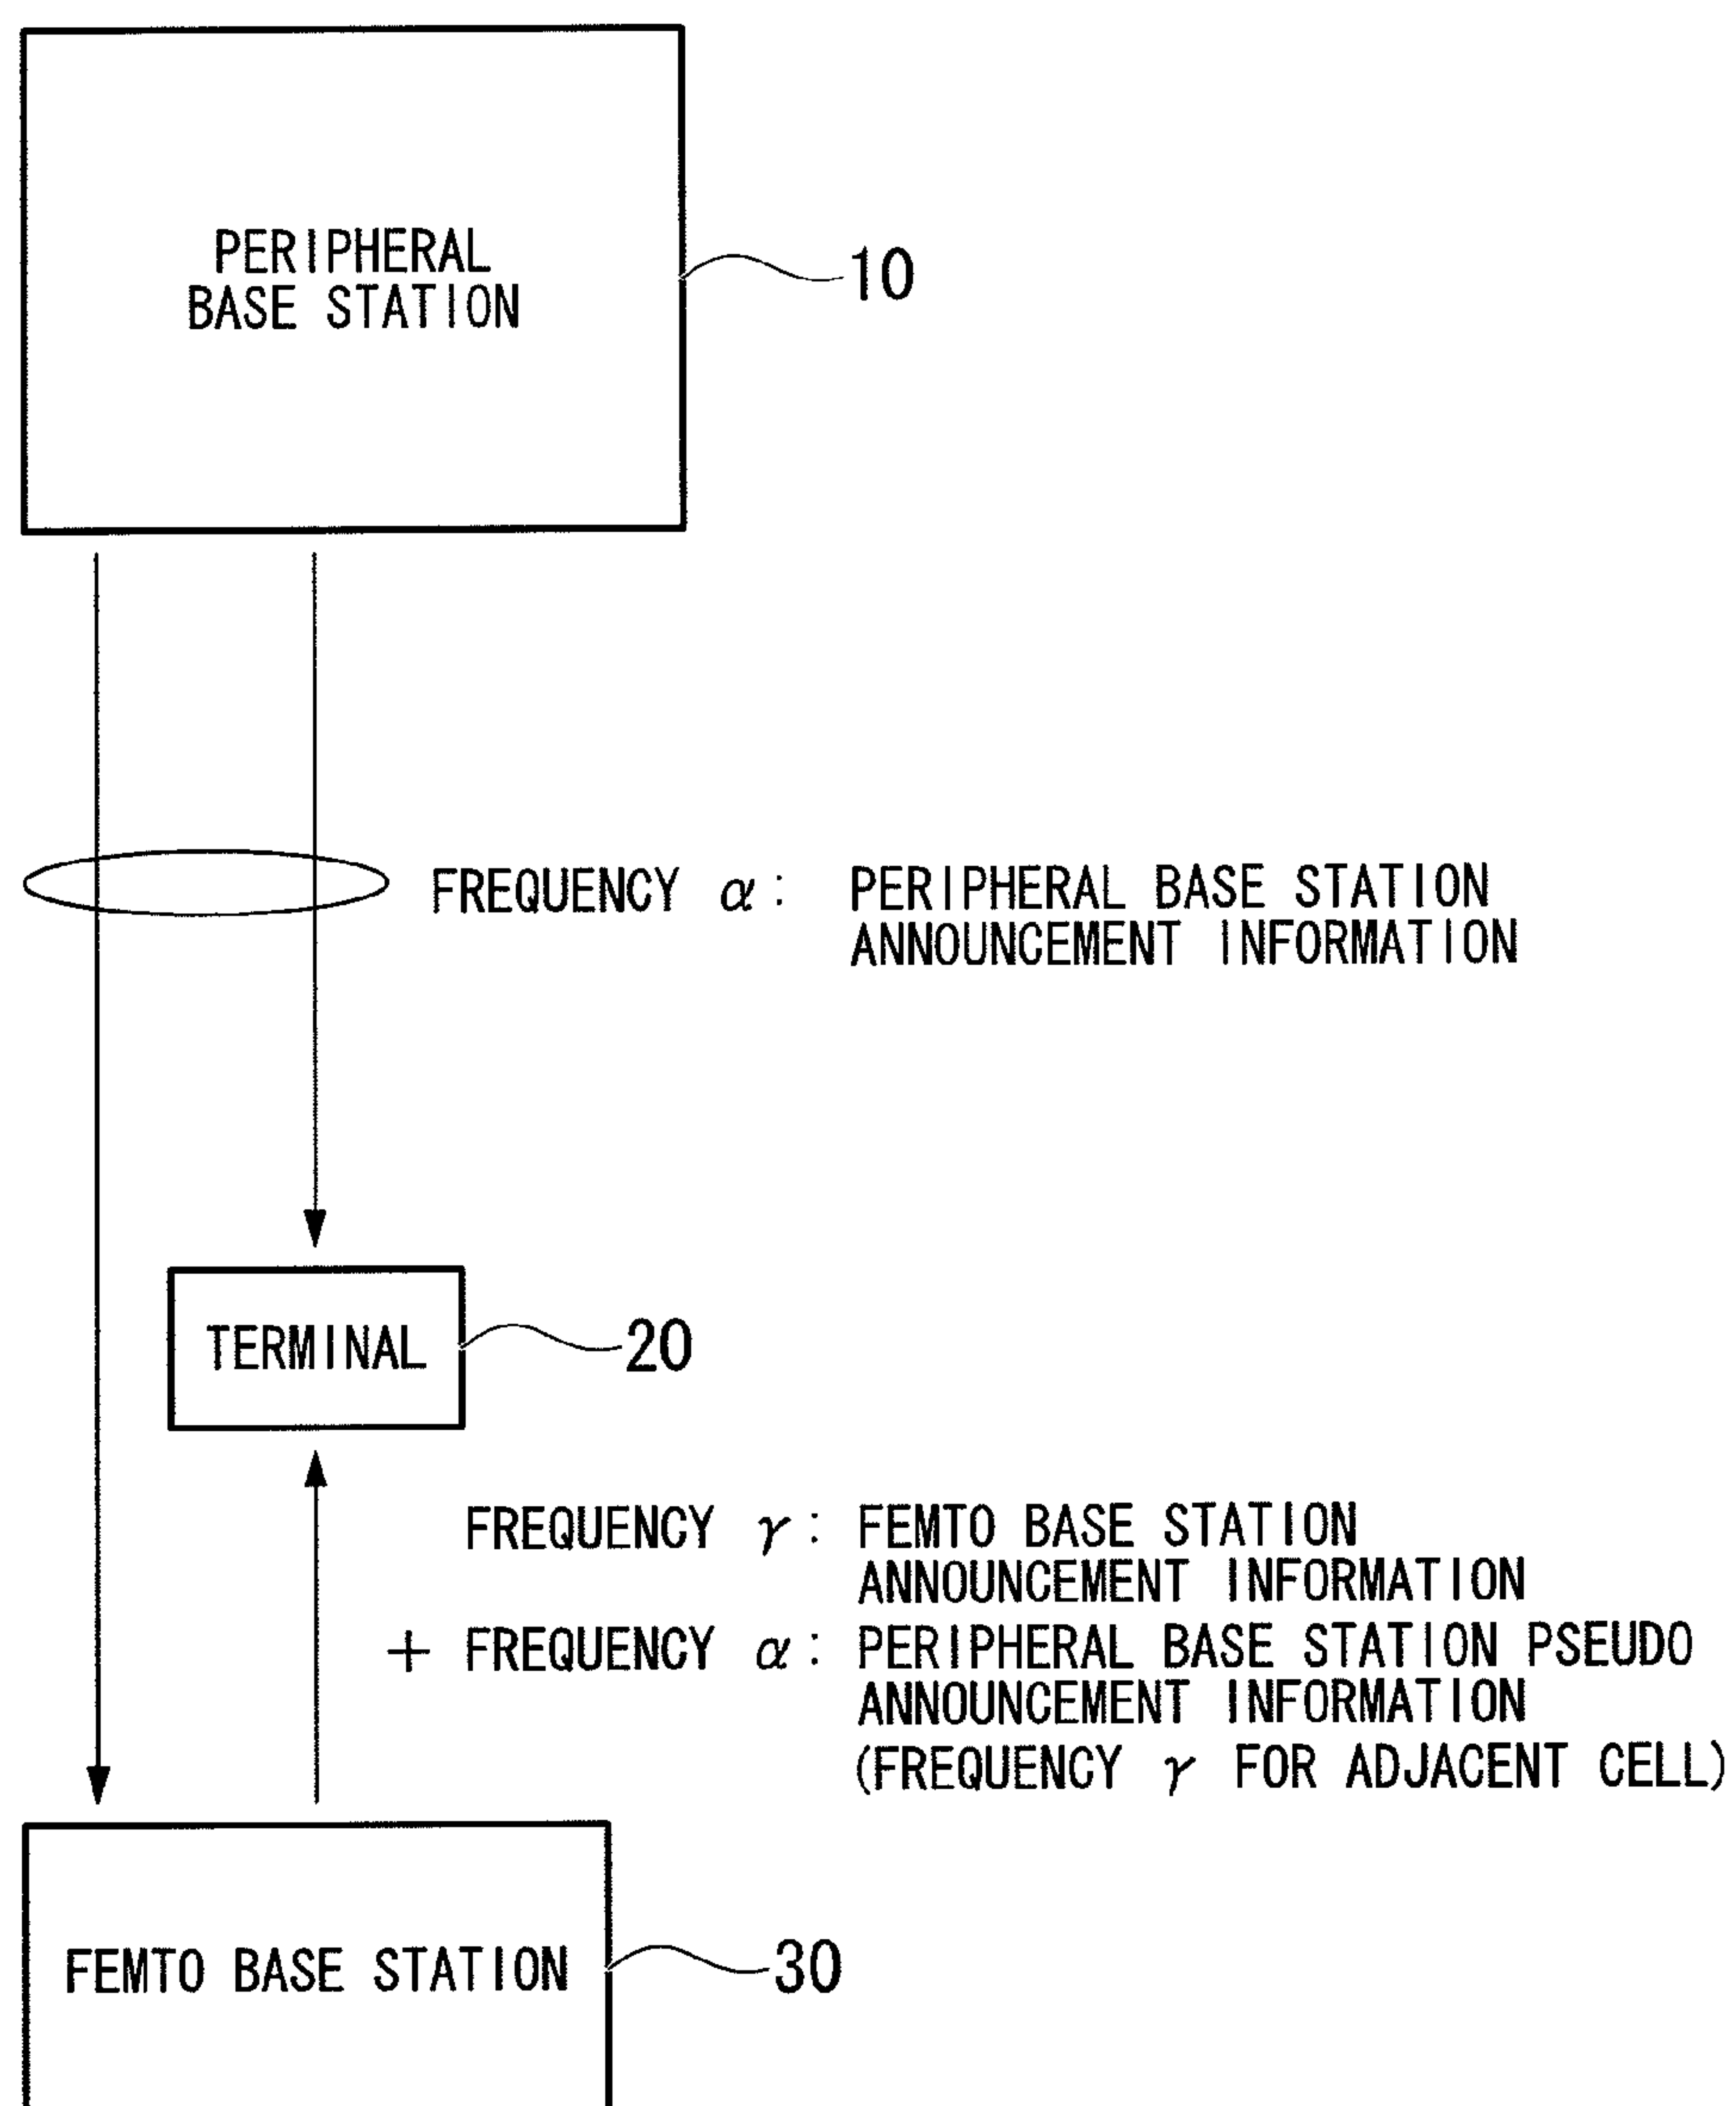 PERIPHERAL
BASE STATION
10
FREQUENCY α: PERIPHERAL BASE STATION
ANNOUNCEMENT INFORMATION
TERMINAL
20
FREQUENCY γ: FEMTO BASE STATION
ANNOUNCEMENT INFORMATION
+ FREQUENCY α: PERIPHERAL BASE STATION PSEUDO
ANNOUNCEMENT INFORMATION
(FREQUENCY γ FOR ADJACENT CELL)
FEMTO BASE STATION
30